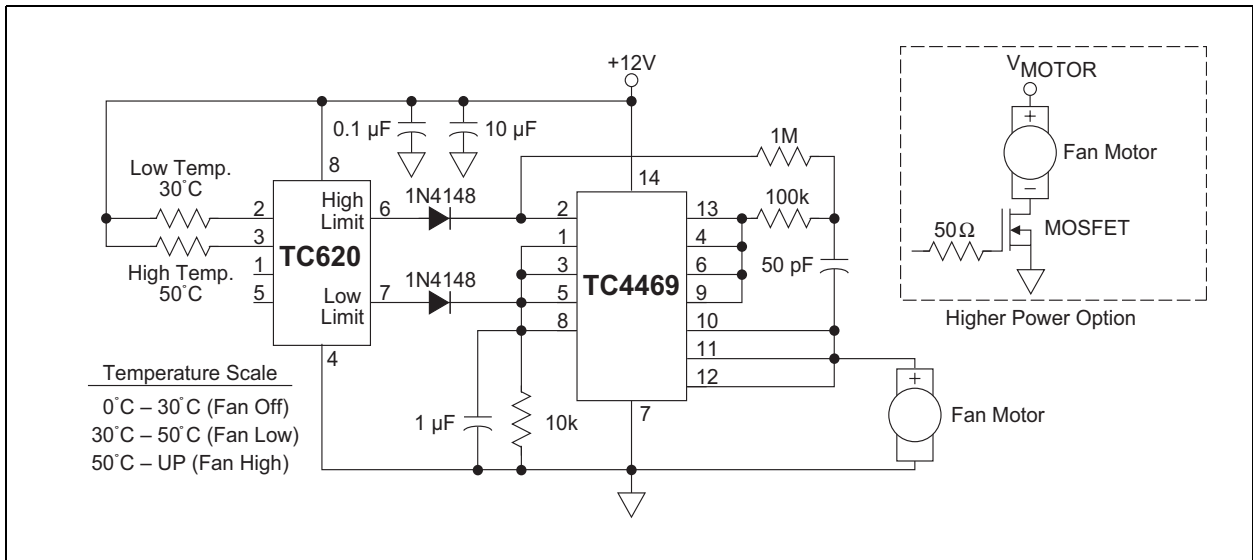 +12V
VMOTOR
+
Fan Motor
−
MOSFET
50Ω
Higher Power Option
0.1 µF
10 µF
1M
Low Temp.
30°C
8
14
1N4148
100k
2
High
Limit
6
2
13
3
TC620
1
4
High Temp.
50°C
1
1N4148
3
TC4469
6
50 pF
5
Low
Limit
7
5
9
8
10
4
11
12
Temperature Scale
0°C – 30°C (Fan Off)
30°C – 50°C (Fan Low)
50°C – UP (Fan High)
1 µF
10k
7
+
Fan Motor
−